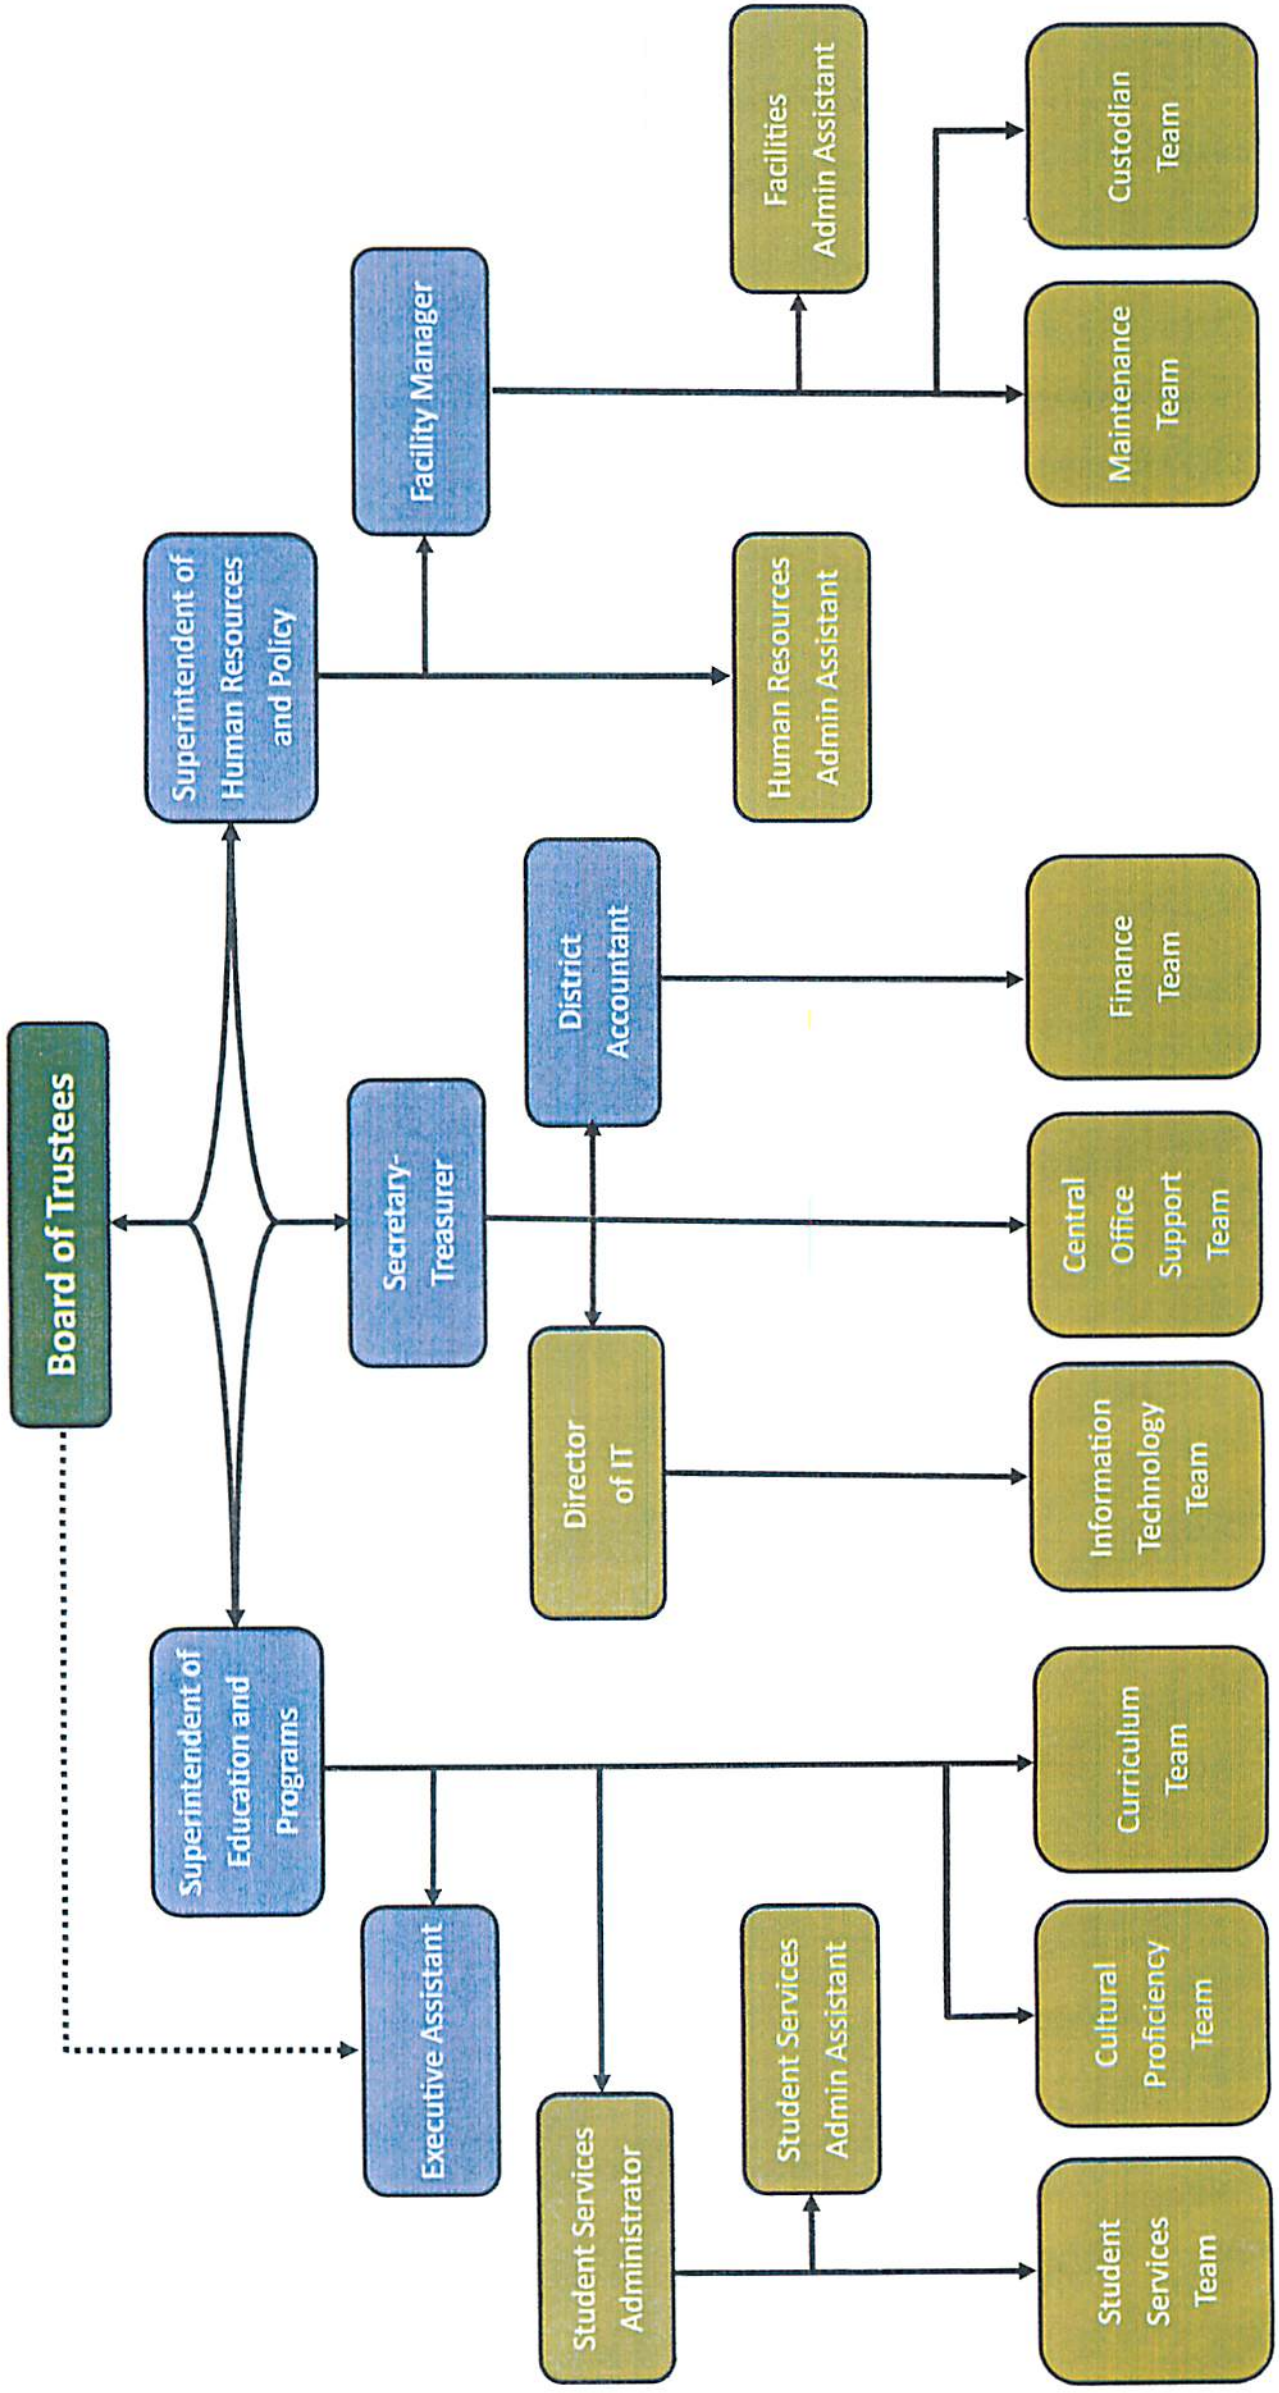 Board of Trustees
Superintendent of
Education and
Programs
Superintendent of
Human Resources
and Policy
Executive Assistant
Secretary-
Treasurer
Facility Manager
Student Services
Administrator
Director
of IT
District
Accountant
Student Services
Admin Assistant
Human Resources
Admin Assistant
Facilities
Admin Assistant
Student
Services
Team
Cultural
Proficiency
Team
Curriculum
Team
Information
Technology
Team
Central
Office
Support
Team
Finance
Team
Maintenance
Team
Custodian
Team